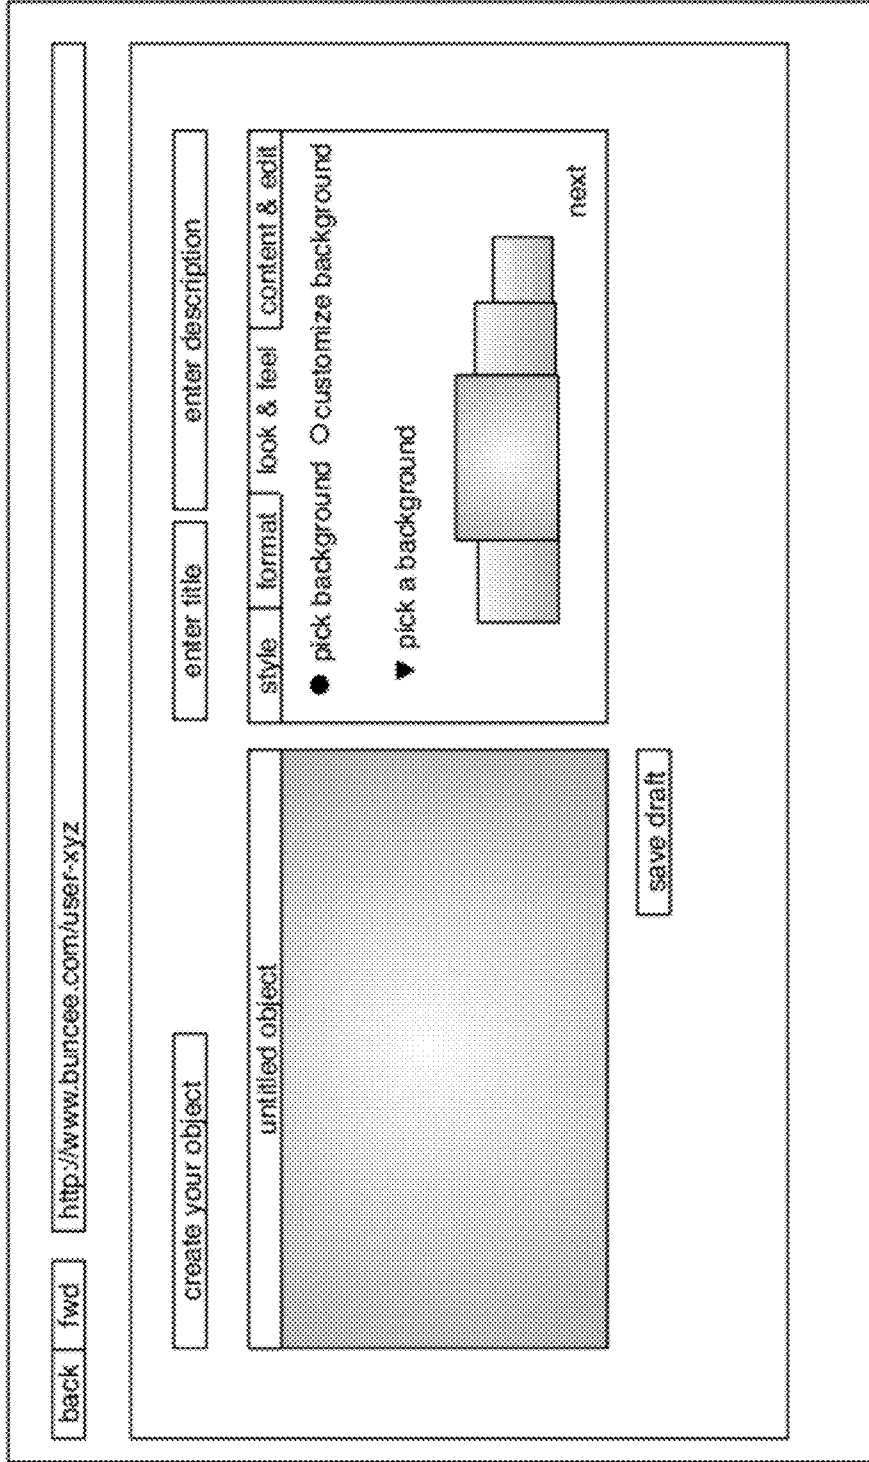 back fwd http://www.buncee.com/user-xyz
create your object enter title enter description
untitled object style format look & feel content & edit
pick background customize background
pick a background
next
save draft